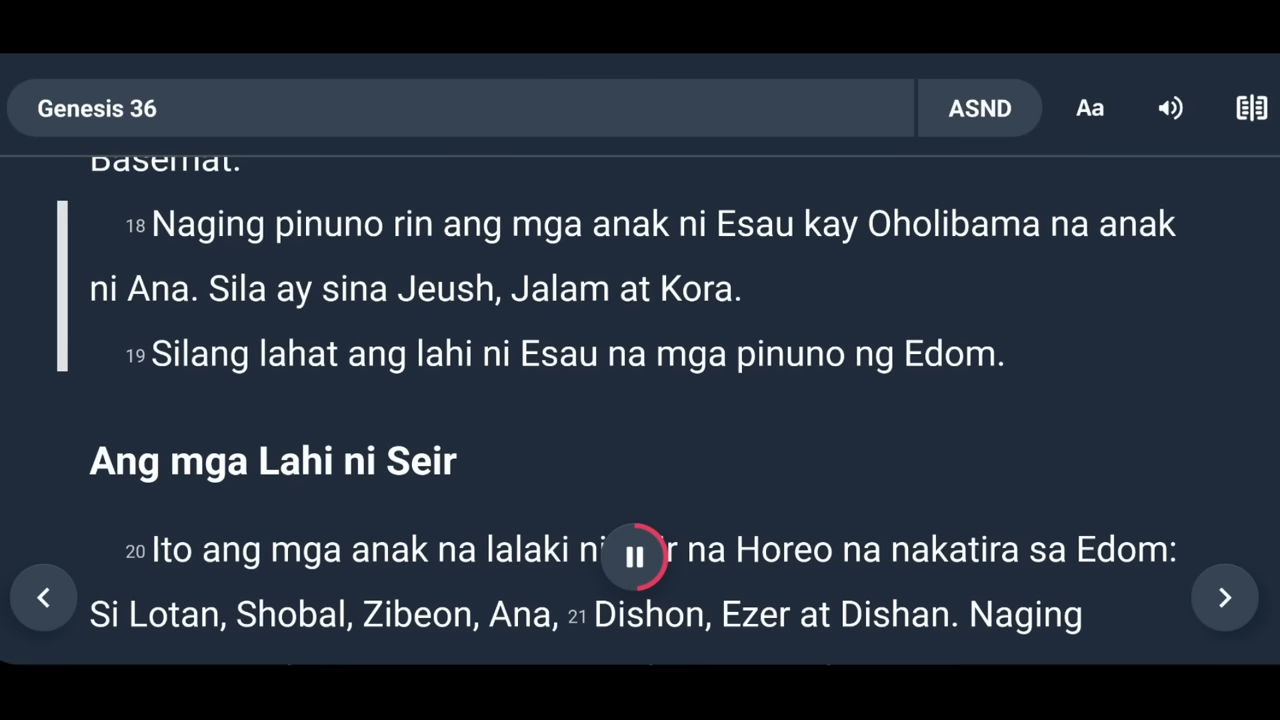 Genesis 36 ASND Aa
Basemat.
18 Naging pinuno rin ang mga anak ni Esau kay Oholibama na anak
ni Ana. Sila ay sina Jeush, Jalam at Kora.
19 Silang lahat ang lahi ni Esau na mga pinuno ng Edom.
Ang mga Lahi ni Seir
20 Ito ang mga anak na lalaki ni r na Horeo na nakatira sa Edom:
Si Lotan, Shobal, Zibeon, Ana, 21 Dishon, Ezer at Dishan. Naging